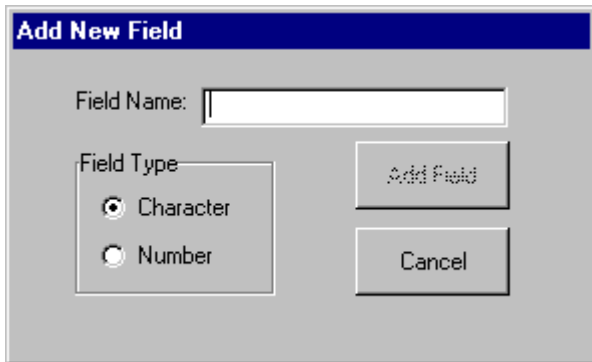 Add New Field
Field Name:
Field Type
Character
Number
Add Field
Cancel